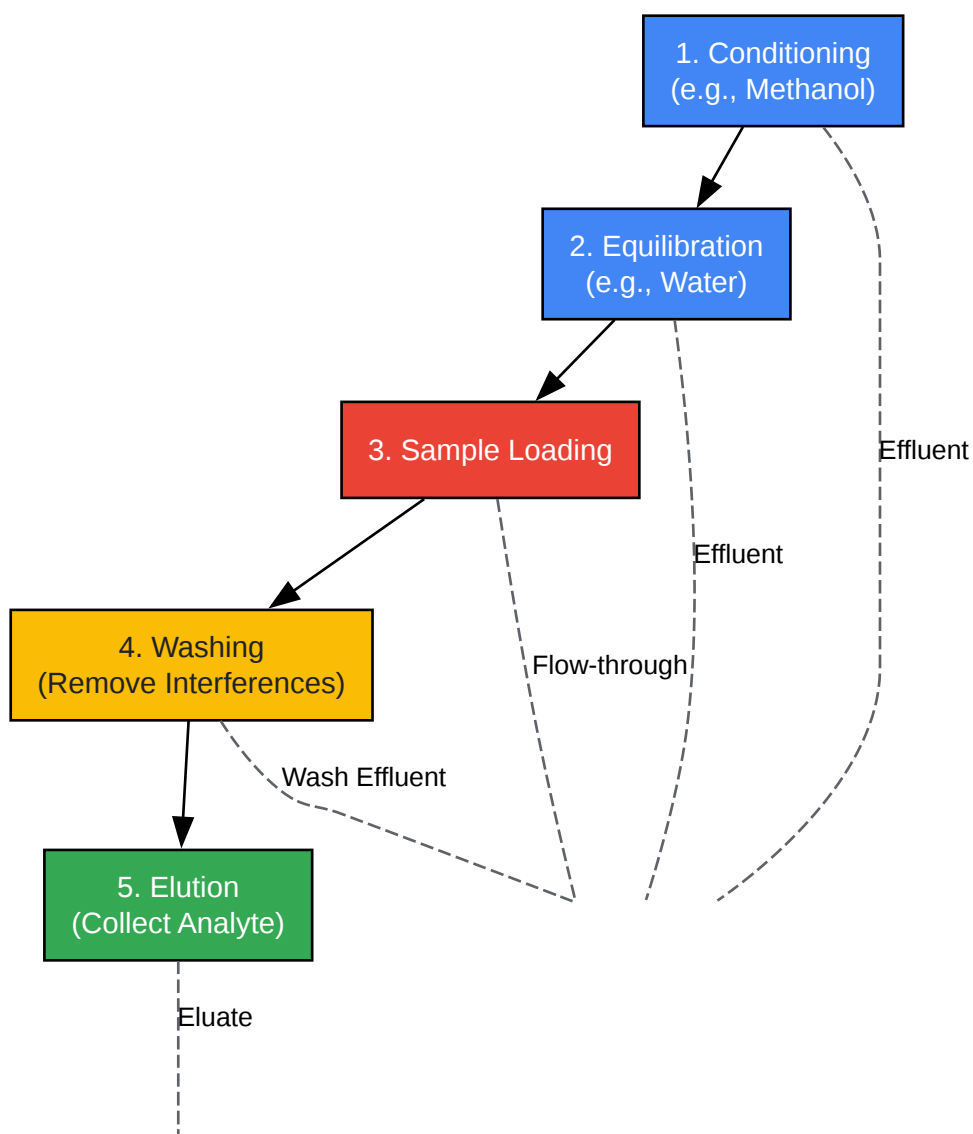 1. Conditioning
(e.g., Methanol)
2. Equilibration
(e.g., Water)
3. Sample Loading
Effluent
Effluent
4. Washing
(Remove Interferences)
Flow-through
Wash Effluent
5. Elution
(Collect Analyte)
Eluate